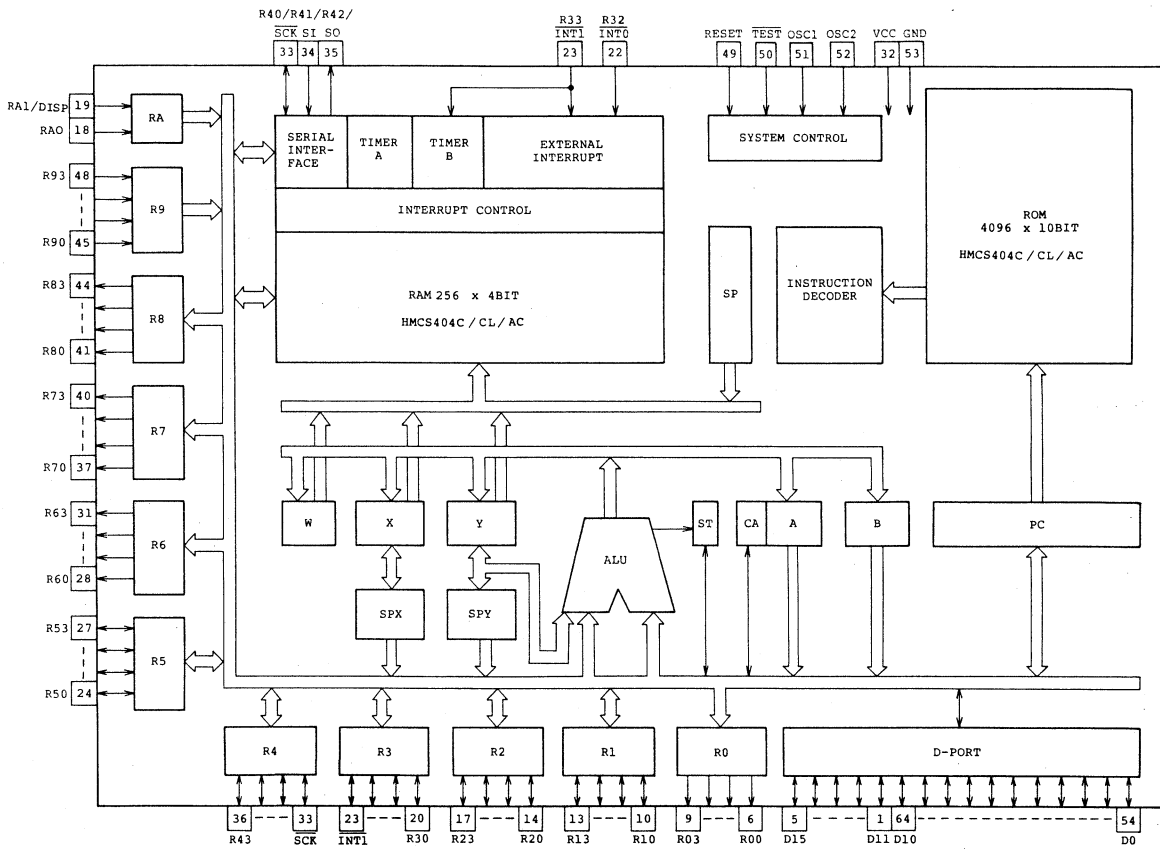 R40/R41/R42/
SCK SI SO
33 34 35
R33
INT1
23
R32
INT0
22
RESET TEST OSC1 OSC2 VCC GND
49 50 51 52 32 53
RA1/DISP 19
RA0 18
RA
R93 48
R90 45
R9
R83 44
R80 41
R8
R73 40
R70 37
R7
R63 31
R60 28
R6
R53 27
R50 24
R5
SERIAL
INTER-
FACE
TIMER
A
TIMER
B
EXTERNAL
INTERRUPT
INTERRUPT CONTROL
RAM 256 x 4BIT
HMCS404C/CL/AC
SYSTEM CONTROL
SP
INSTRUCTION
DECODER
ROM
4096 x 10BIT
HMCS404C/CL/AC
W
X
Y
ALU
ST
CA
A
B
PC
SPX
SPY
R4
R3
R2
R1
R0
D-PORT
36 33 23 20 17 14 13 10 9 6 5 1 64 54
R43 SCK INT1 R30 R23 R20 R13 R10 R03 R00 D15 D11 D10 D0